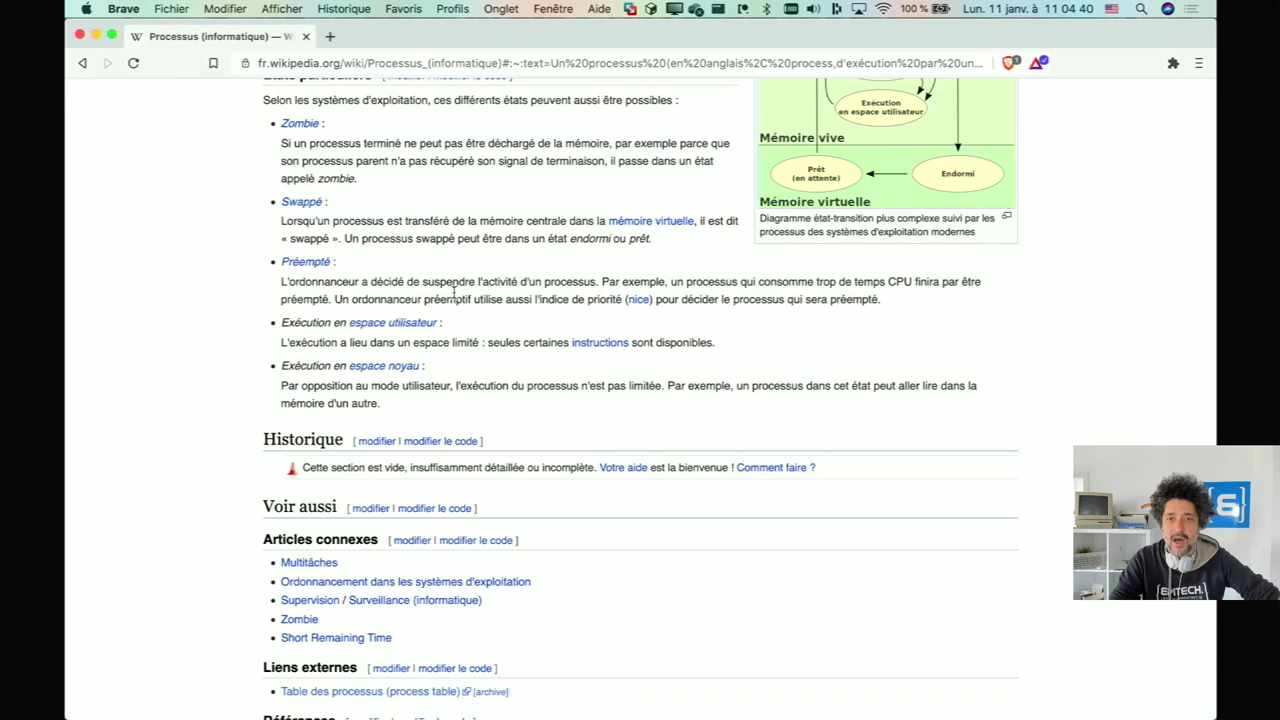 Brave Fichier Modifier Afficher Historique Favoris Profils Onglet Fenêtre Aide 100 % Lun. 11 janv. à 11 04 40
Processus (informatique) — W
fr.wikipedia.org/wiki/Processus_(informatique)#:~:text=Un%20processus%20(en%20anglais%2C%20process,d'exécution%20par%20un...
États particuliers [modifier | modifier le code]
Selon les systèmes d'exploitation, ces différents états peuvent aussi être possibles :
Zombie :
Si un processus terminé ne peut pas être déchargé de la mémoire, par exemple parce que
son processus parent n'a pas récupéré son signal de terminaison, il passe dans un état
appelé zombie.
Swappé :
Lorsqu'un processus est transféré de la mémoire centrale dans la mémoire virtuelle, il est dit
« swappé ». Un processus swappé peut être dans un état endormi ou prêt.
Exécution
en espace utilisateur
Mémoire vive
Prêt
(en attente)
Endormi
Mémoire virtuelle
Diagramme état-transition plus complexe suivi par les
processus des systèmes d'exploitation modernes
Préempté :
L'ordonnanceur a décidé de suspendre l'activité d'un processus. Par exemple, un processus qui consomme trop de temps CPU finira par être
préempté. Un ordonnanceur préemptif utilise aussi l'indice de priorité (nice) pour décider le processus qui sera préempté.
Exécution en espace utilisateur :
L'exécution a lieu dans un espace limité : seules certaines instructions sont disponibles.
Exécution en espace noyau :
Par opposition au mode utilisateur, l'exécution du processus n'est pas limitée. Par exemple, un processus dans cet état peut aller lire dans la
mémoire d'un autre.
Historique [ modifier | modifier le code ]
Cette section est vide, insuffisamment détaillée ou incomplète. Votre aide est la bienvenue ! Comment faire ?
Voir aussi [ modifier | modifier le code ]
Articles connexes [ modifier | modifier le code ]
Multitâches
Ordonnancement dans les systèmes d'exploitation
Supervision / Surveillance (informatique)
Zombie
Short Remaining Time
Liens externes [ modifier | modifier le code ]
Table des processus (process table) [archive]
Références
{6}
EPITECH.